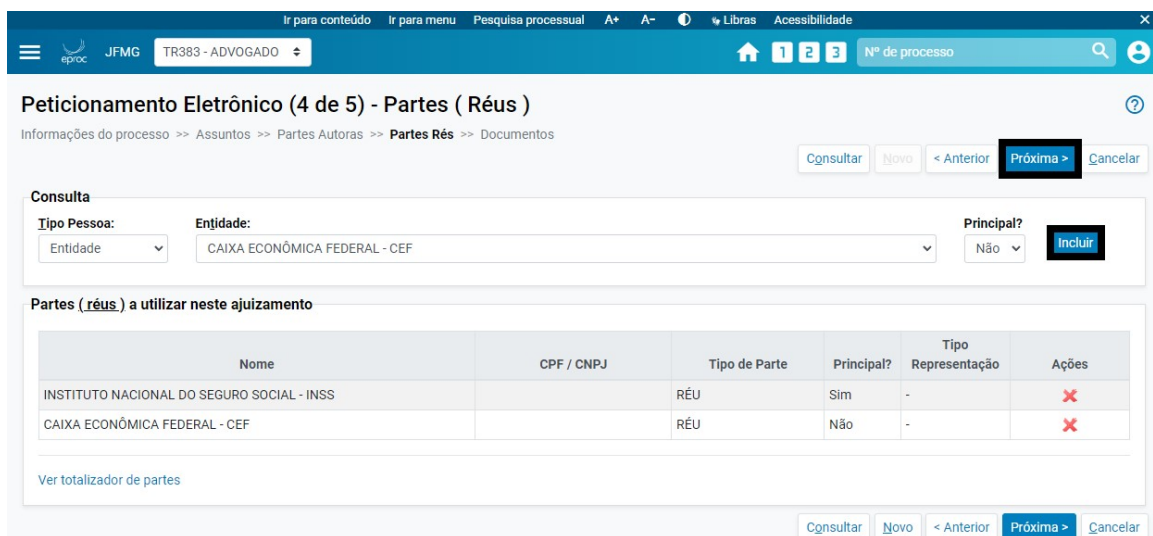 Ir para conteúdo Ir para menu Pesquisa processual A+ A- Libras Acessibilidade ×
eproc JFMG TR383 - ADVOGADO 1 2 3 Nº de processo
Peticionamento Eletrônico (4 de 5) - Partes ( Réus )
Informações do processo >> Assuntos >> Partes Autoras >> Partes Rés >> Documentos
Consultar Novo < Anterior Próxima > Cancelar
Consulta
Tipo Pessoa: Entidade: Principal?
Entidade CAIXA ECONÔMICA FEDERAL - CEF Não Incluir
Partes ( réus ) a utilizar neste ajuizamento
Nome CPF / CNPJ Tipo de Parte Principal? Tipo Representação Ações
INSTITUTO NACIONAL DO SEGURO SOCIAL - INSS RÉU Sim -
CAIXA ECONÔMICA FEDERAL - CEF RÉU Não -
Ver totalizador de partes
Consultar Novo < Anterior Próxima > Cancelar